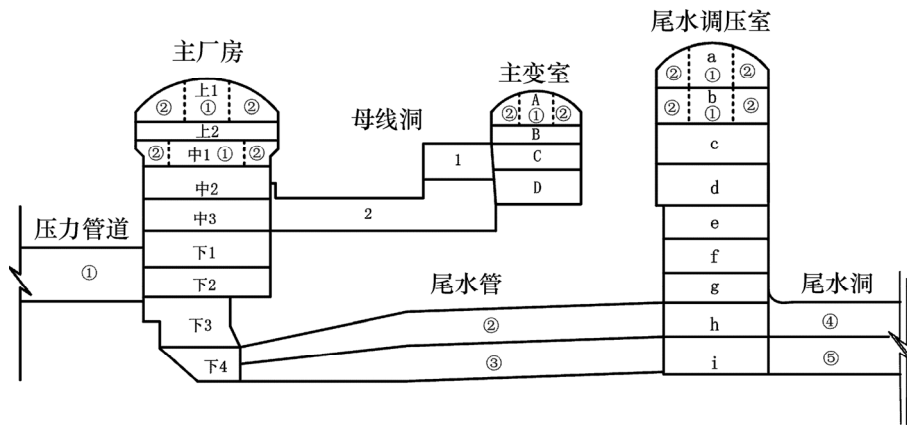 尾水调压室
主厂房
主变室
母线洞
a
② ① ②
b
② ① ②
上1
② ① ②
上2
② 中1 ① ②
中2
中3
下1
下2
下3
下4
A
② ① ②
B
C
D
1
2
c
d
e
f
g
h
i
压力管道
①
尾水管
②
③
尾水洞
④
⑤